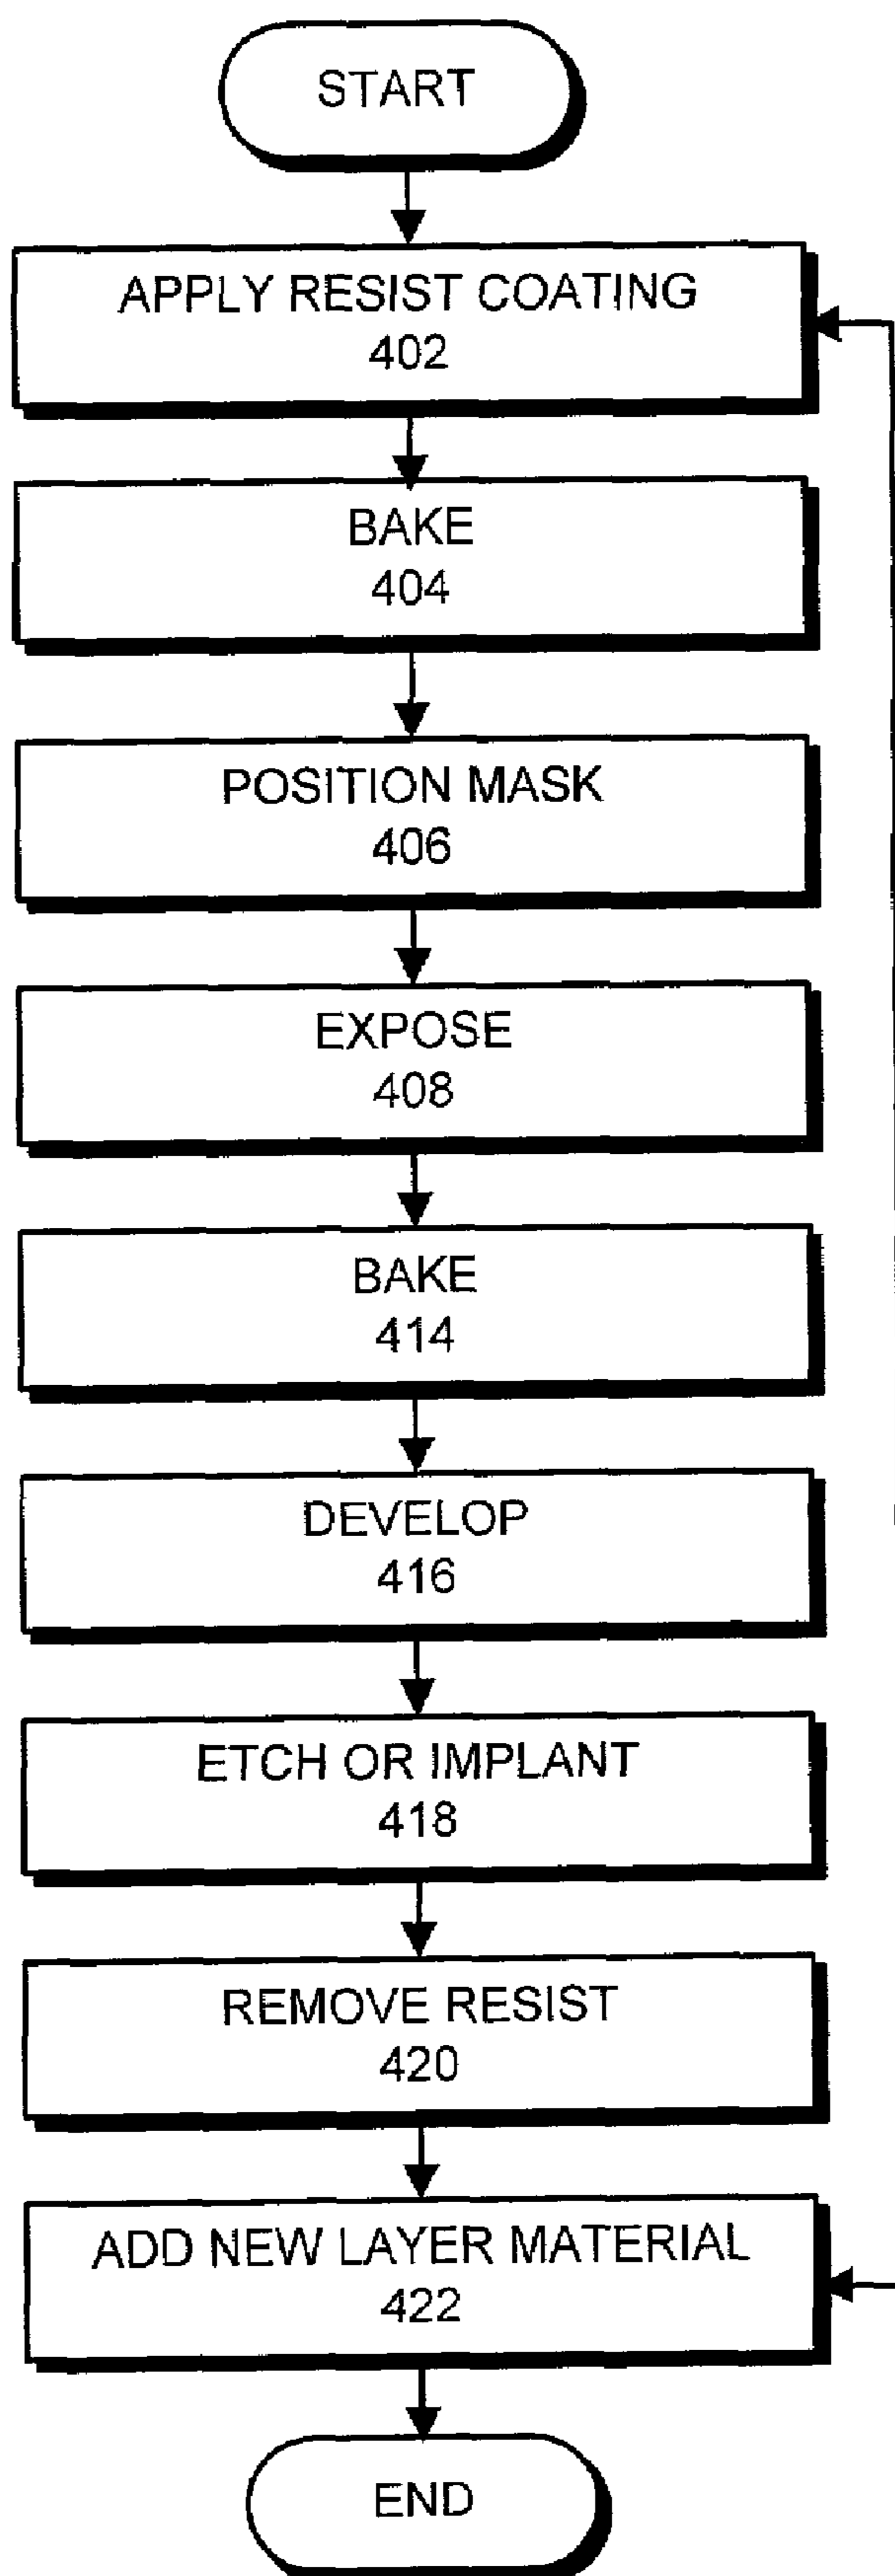 START
APPLY RESIST COATING
402
BAKE
404
POSITION MASK
406
EXPOSE
408
BAKE
414
DEVELOP
416
ETCH OR IMPLANT
418
REMOVE RESIST
420
ADD NEW LAYER MATERIAL
422
END